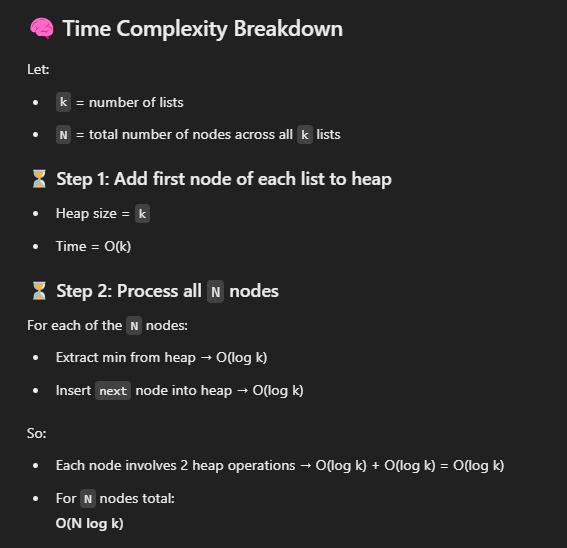 🧠 Time Complexity Breakdown
Let:
• k = number of lists
• N = total number of nodes across all k lists
⏳ Step 1: Add first node of each list to heap
• Heap size = k
• Time = O(k)
⏳ Step 2: Process all N nodes
For each of the N nodes:
• Extract min from heap → O(log k)
• Insert next node into heap → O(log k)
So:
• Each node involves 2 heap operations → O(log k) + O(log k) = O(log k)
• For N nodes total:
O(N log k)